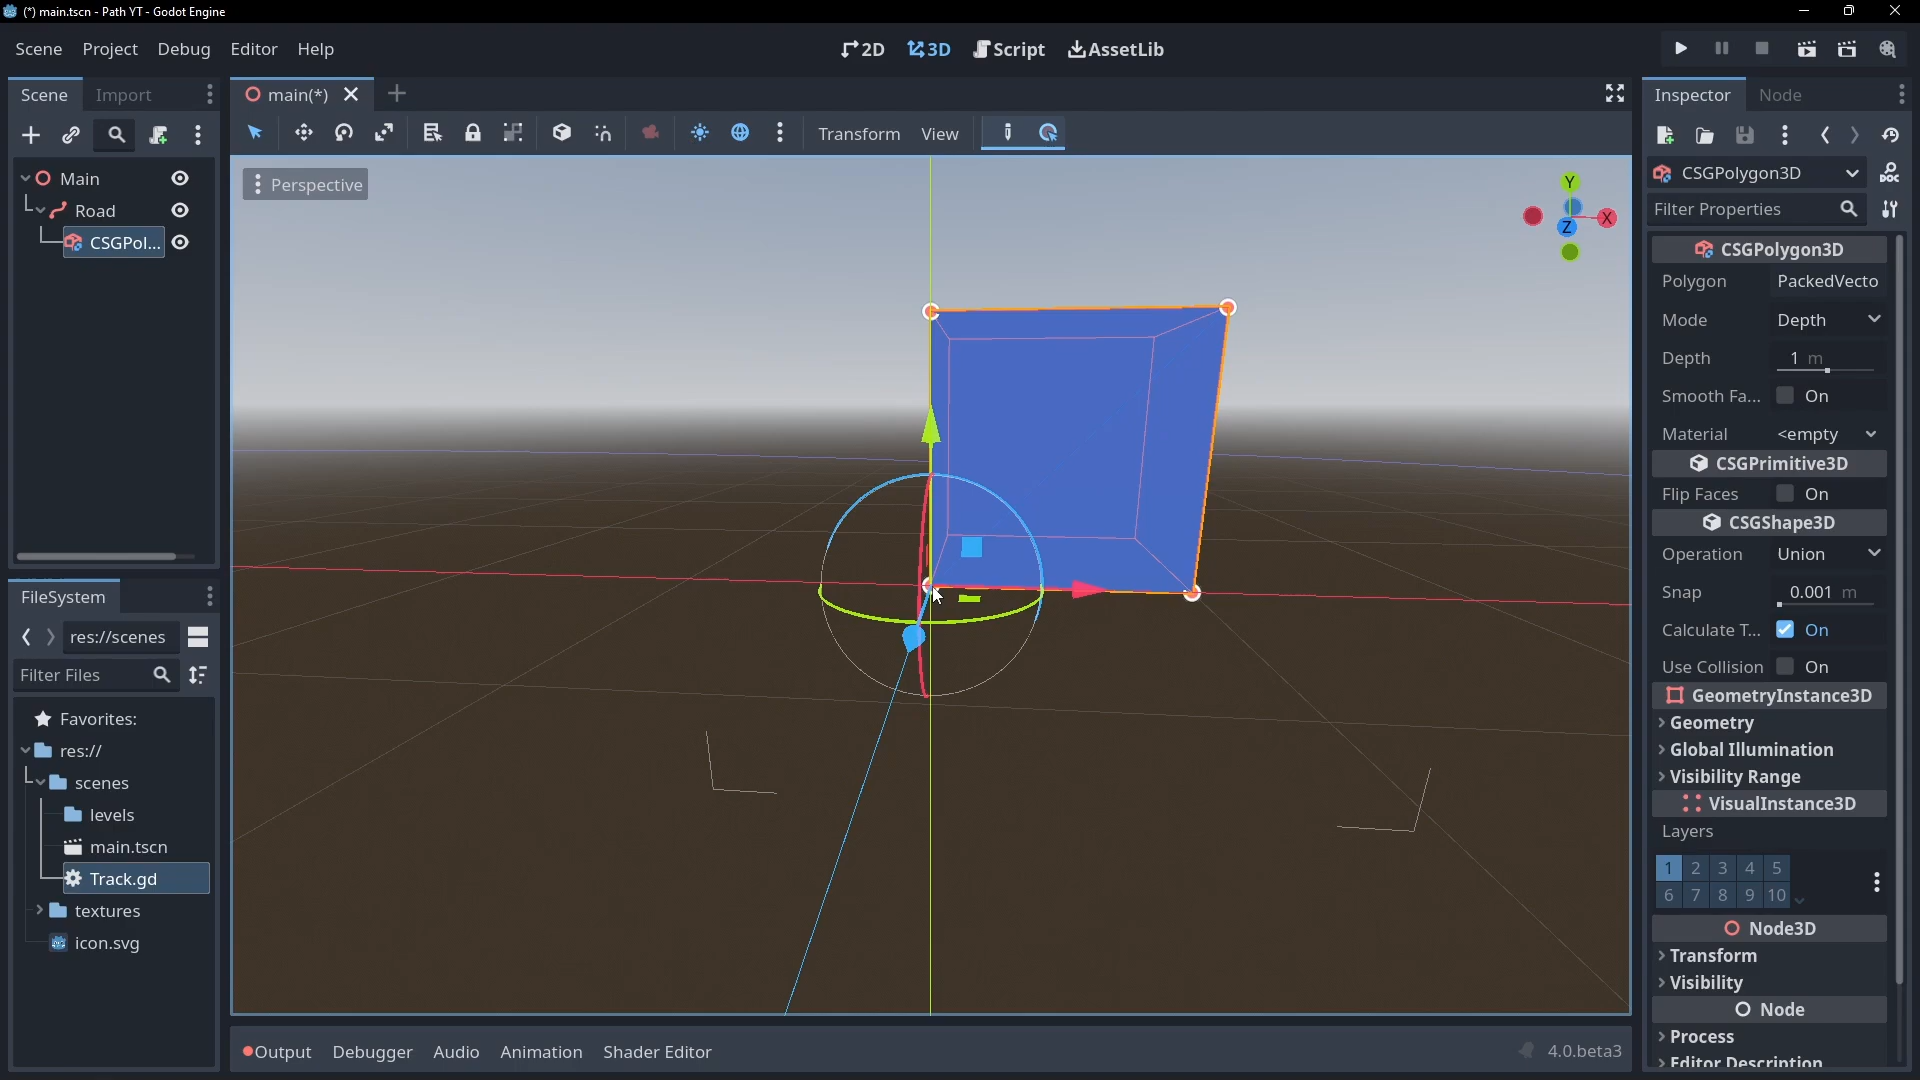 (*) main.tscn - Path YT - Godot Engine
Scene Project Debug Editor Help
2D 3D Script AssetLib
Scene Import
Main
Road
CSGPol...
FileSystem
res://scenes
Filter Files
Favorites:
res://
scenes
levels
main.tscn
Track.gd
textures
icon.svg
main(*)
Transform View
Perspective
Y
X
Z
Output Debugger Audio Animation Shader Editor
4.0.beta3
Inspector Node
CSGPolygon3D
DOC
Filter Properties
CSGPolygon3D
Polygon PackedVecto
Mode Depth
Depth 1 m
Smooth Fa... On
Material <empty
CSGPrimitive3D
Flip Faces On
CSGShape3D
Operation Union
Snap 0.001 m
Calculate T... On
Use Collision On
GeometryInstance3D
Geometry
Global Illumination
Visibility Range
VisualInstance3D
Layers
1 2 3 4 5
6 7 8 9 10
Node3D
Transform
Visibility
Node
Process
Editor Description